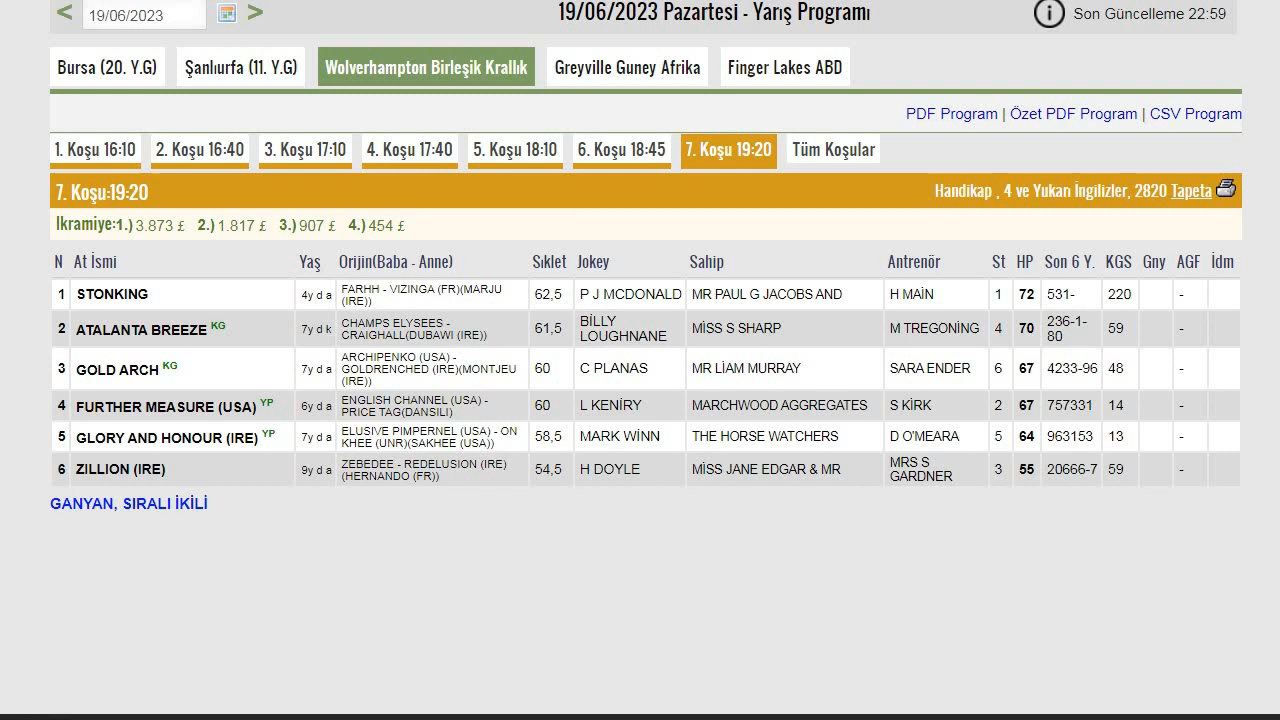 < 19/06/2023 > 19/06/2023 Pazartesi - Yarış Programı Son Güncelleme 22:59
Bursa (20. Y.G) Şanlıurfa (11. Y.G) Wolverhampton Birleşik Krallık Greyville Guney Afrika Finger Lakes ABD
PDF Program | Özet PDF Program | CSV Program
1. Koşu 16:10 2. Koşu 16:40 3. Koşu 17:10 4. Koşu 17:40 5. Koşu 18:10 6. Koşu 18:45 7. Koşu 19:20 Tüm Koşular
7. Koşu:19:20 Handikap , 4 ve Yukarı İngilizler, 2820 Tapeta
Ikramiye:1.) 3.873 £ 2.) 1.817 £ 3.) 907 £ 4.) 454 £
N At İsmi Yaş Orijin(Baba - Anne) Sıklet Jokey Sahip Antrenör St HP Son 6 Y. KGS Gny AGF İdm
1 STONKING 4y d a FARHH - VIZINGA (FR)(MARJU (IRE)) 62,5 P J MCDONALD MR PAUL G JACOBS AND H MAİN 1 72 531- 220 -
2 ATALANTA BREEZE KG 7y d k CHAMPS ELYSEES - CRAIGHALL(DUBAWI (IRE)) 61,5 BİLLY LOUGHNANE MİSS S SHARP M TREGONİNG 4 70 236-1-80 59 -
3 GOLD ARCH KG 7y d a ARCHIPENKO (USA) - GOLDRENCHED (IRE)(MONTJEU (IRE)) 60 C PLANAS MR LİAM MURRAY SARA ENDER 6 67 4233-96 48 -
4 FURTHER MEASURE (USA) YP 6y d a ENGLISH CHANNEL (USA) - PRICE TAG(DANSILI) 60 L KENİRY MARCHWOOD AGGREGATES S KİRK 2 67 757331 14 -
5 GLORY AND HONOUR (IRE) YP 7y d a ELUSIVE PIMPERNEL (USA) - ON KHEE (UNR)(SAKHEE (USA)) 58,5 MARK WİNN THE HORSE WATCHERS D O'MEARA 5 64 963153 13 -
6 ZILLION (IRE) 9y d a ZEBEDEE - REDELUSION (IRE)(HERNANDO (FR)) 54,5 H DOYLE MİSS JANE EDGAR & MR MRS S GARDNER 3 55 20666-7 59 -
GANYAN, SIRALI İKİLİ